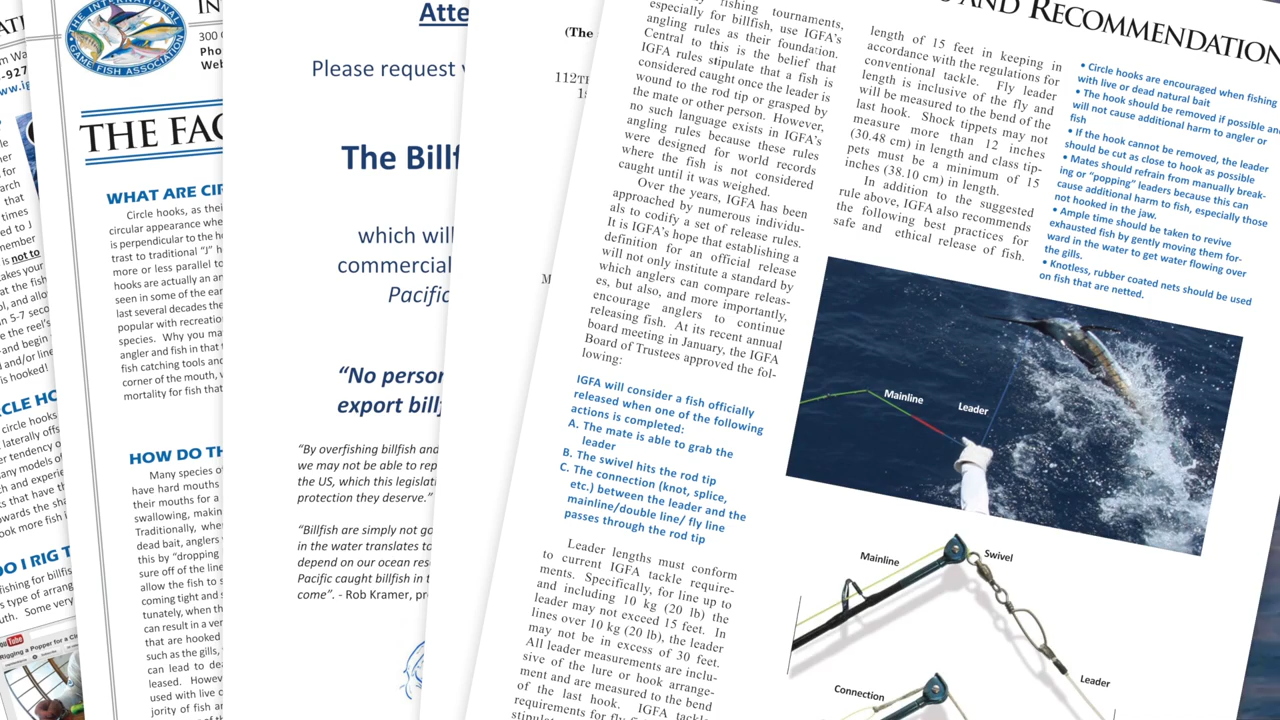 THE INTERNATIONAL
GAME FISH ASSOCIATION
IN
300
Pho
Web
THE FAC
WHAT ARE CIR
Circle hooks, as thei
circular appearance whe
is perpendicular to the ho
trast to traditional “J”
more or less parallel to
hooks are actually an an
seen in some of the ear
last several decades the
popular with recreation
species. Why you ma
angler and fish in that
fish catching tools and
corner of the mouth,
mortality for fish that
HOW DO TH
Many species o
have hard mouths
their mouths for a
swallowing, makin
Traditionally, whe
dead bait, anglers
this by “dropping
sure off of the line
allow the fish to s
coming tight and s
tunately, when th
can result in a ver
that are hooked
such as the gills,
can lead to dea
leased. Howev
used with live o
jority of fish a
Atte
Please request
The Billf
which will
commercial
Pacific
“No person
export billf
“By overfishing billfish and
we may not be able to rep
the US, which this legislat
protection they deserve.”
“Billfish are simply not go
in the water translates to
depend on our ocean res
Pacific caught billfish in t
come”. - Rob Kramer, pr
(The
112TH
1
M
fishing tournaments,
especially for billfish, use IGFA’s
angling rules as their foundation.
Central to this is the belief that
IGFA rules stipulate that a fish is
considered caught once the leader is
wound to the rod tip or grasped by
the mate or other person. However,
no such language exists in IGFA’s
angling rules because these rules
were designed for world records
where the fish is not considered
caught until it was weighed.
Over the years, IGFA has been
approached by numerous individu-
als to codify a set of release rules.
It is IGFA’s hope that establishing a
definition for an official release
will not only institute a standard by
which anglers can compare releas-
es, but also, and more importantly,
encourage anglers to continue
releasing fish. At its recent annual
board meeting in January, the IGFA
Board of Trustees approved the fol-
lowing:
IGFA will consider a fish officially
released when one of the following
actions is completed:
A. The mate is able to grab the
leader
B. The swivel hits the rod tip
C. The connection (knot, splice,
etc.) between the leader and the
mainline/double line/ fly line
passes through the rod tip
Leader lengths must conform
to current IGFA tackle require-
ments. Specifically, for line up to
and including 10 kg (20 lb) the
leader may not exceed 15 feet. In
lines over 10 kg (20 lb), the leader
may not be in excess of 30 feet.
All leader measurements are inclu-
sive of the lure or hook arrange-
ment and are measured to the bend
of the last hook. IGFA tackle
requirements for fly
stipulat
AND RECOMMENDATION
length of 15 feet in keeping in
accordance with the regulations for
conventional tackle. Fly leader
length is inclusive of the fly and
will be measured to the bend of the
last hook. Shock tippets may not
measure more than 12 inches
(30.48 cm) in length and class tip-
pets must be a minimum of 15
inches (38.10 cm) in length.
In addition to the suggested
rule above, IGFA also recommends
the following best practices for
safe and ethical release of fish.
• Circle hooks are encouraged when fishing
with live or dead natural bait
• The hook should be removed if possible and
will not cause additional harm to angler or
fish
• If the hook cannot be removed, the leader
should be cut as close to hook as possible
• Mates should refrain from manually break-
ing or “popping” leaders because this can
cause additional harm to fish, especially those
not hooked in the jaw.
• Ample time should be taken to revive
exhausted fish by gently moving them for-
ward in the water to get water flowing over
the gills.
• Knotless, rubber coated nets should be used
on fish that are netted.
Mainline
Leader
Mainline
Swivel
Leader
Connection